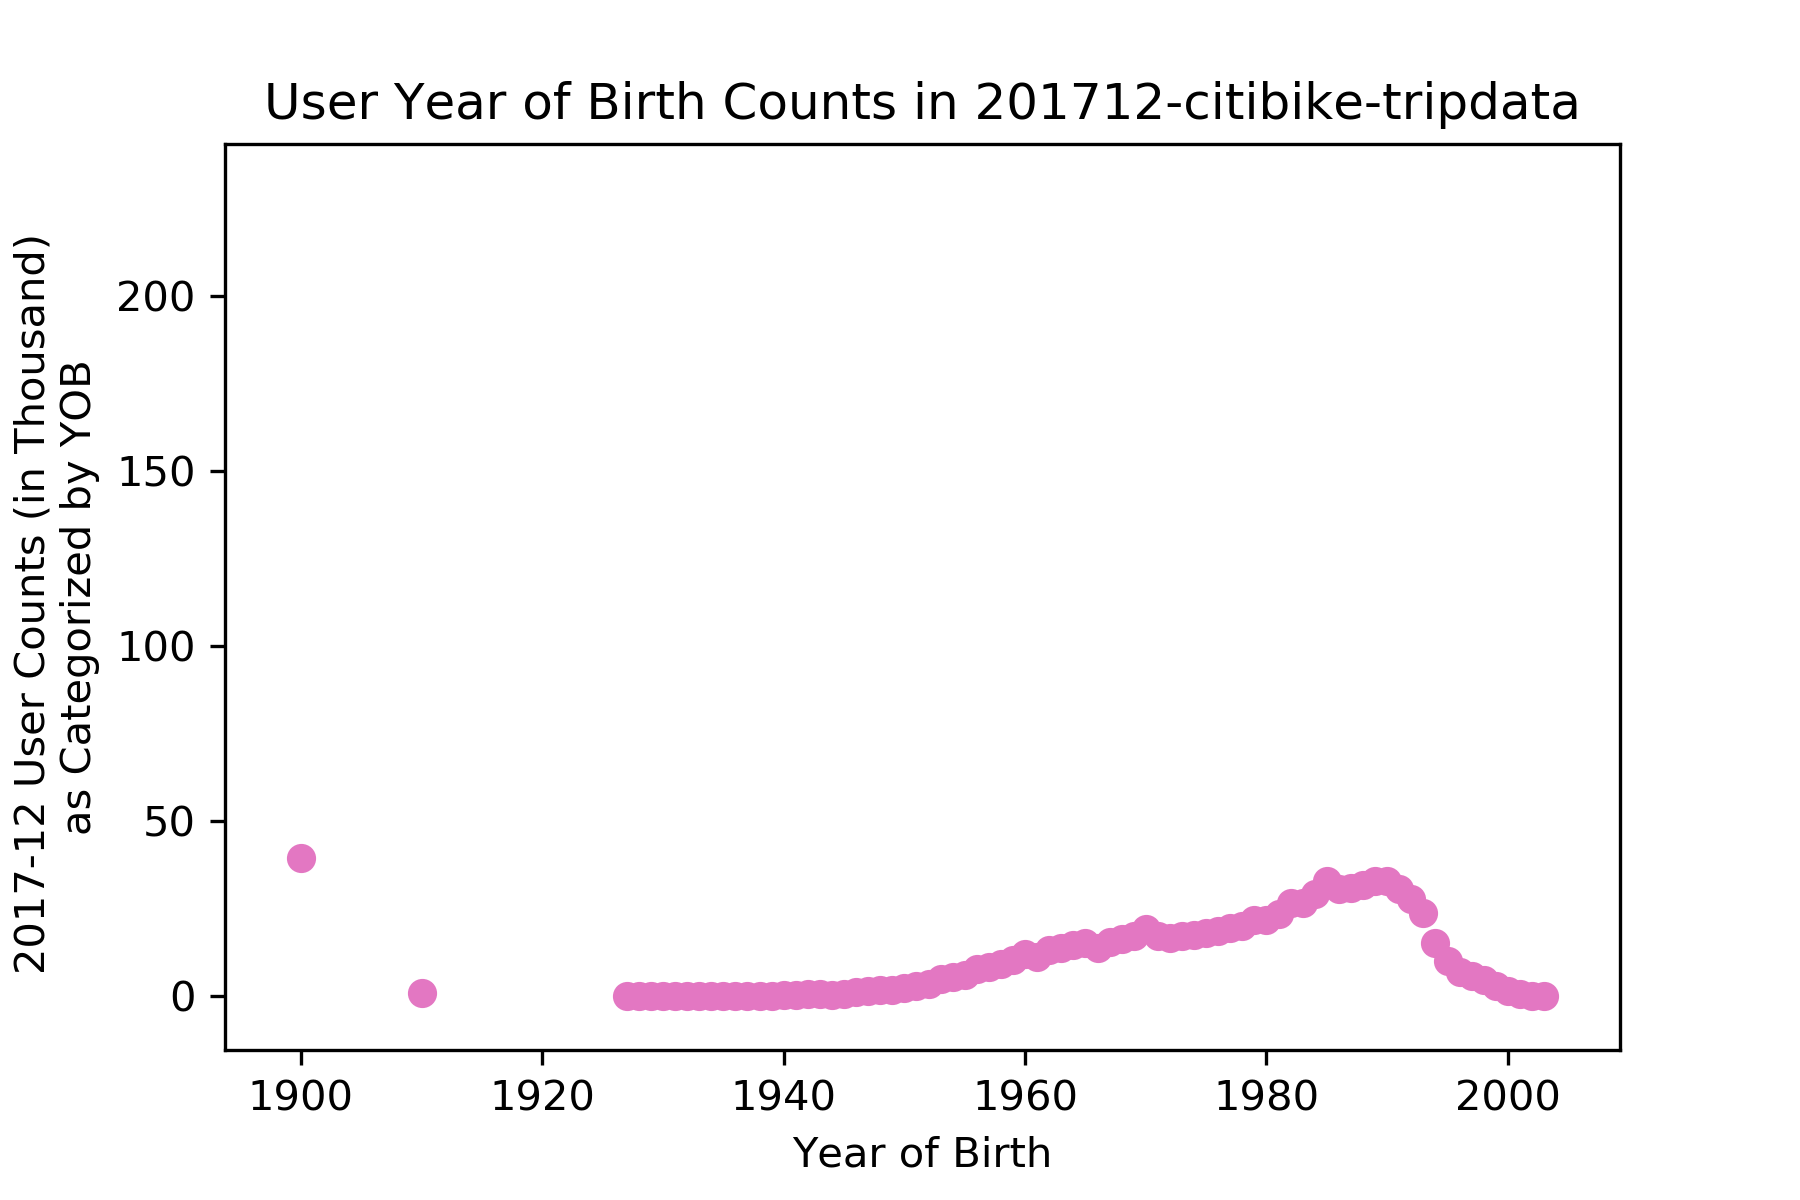 User Year of Birth Counts in 201712-citibike-tripdata
2017-12 User Counts (in Thousand)
as Categorized by YOB
200
150
100
50
0
1900 1920 1940 1960 1980 2000
Year of Birth